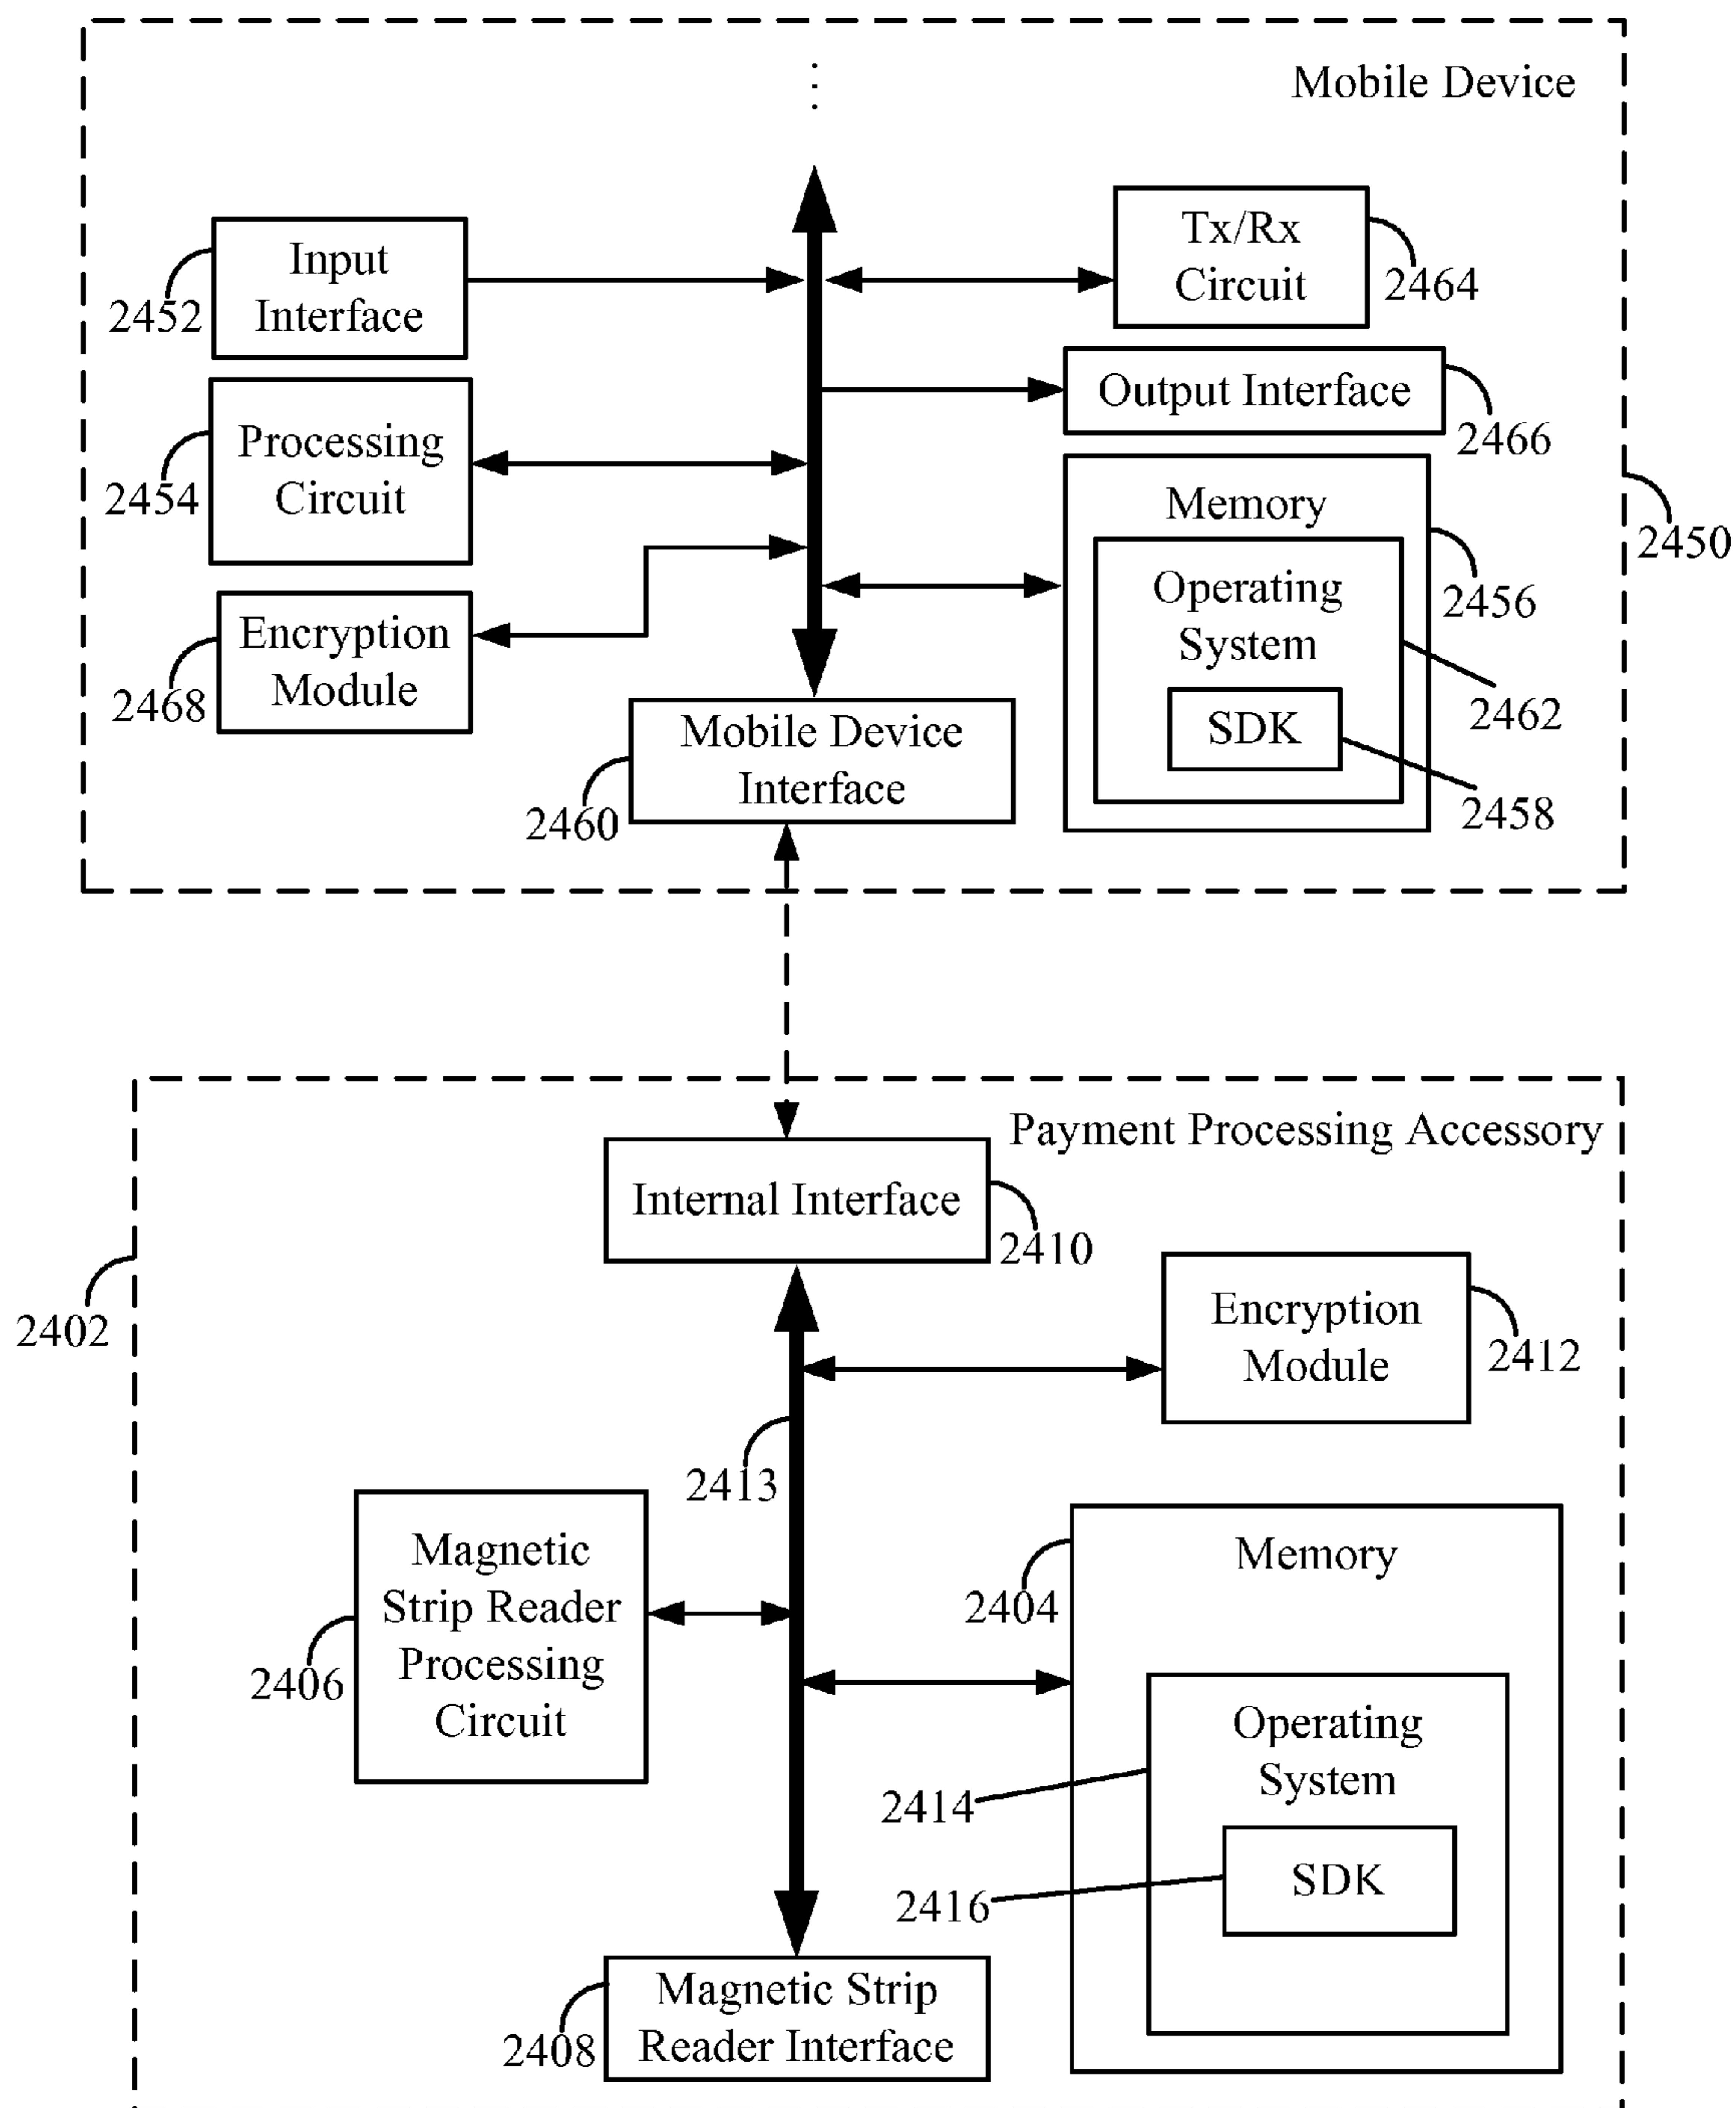 Mobile Device
Input
Interface
2452
Tx/Rx
Circuit
2464
Output Interface
2466
Processing
Circuit
2454
Memory
2456
2450
Operating
System
2462
SDK
2458
Encryption
Module
2468
Mobile Device
Interface
2460
Payment Processing Accessory
Internal Interface
2410
2402
Encryption
Module
2412
2413
Magnetic
Strip Reader
Processing
Circuit
2406
Memory
2404
Operating
System
2414
SDK
2416
Magnetic Strip
Reader Interface
2408